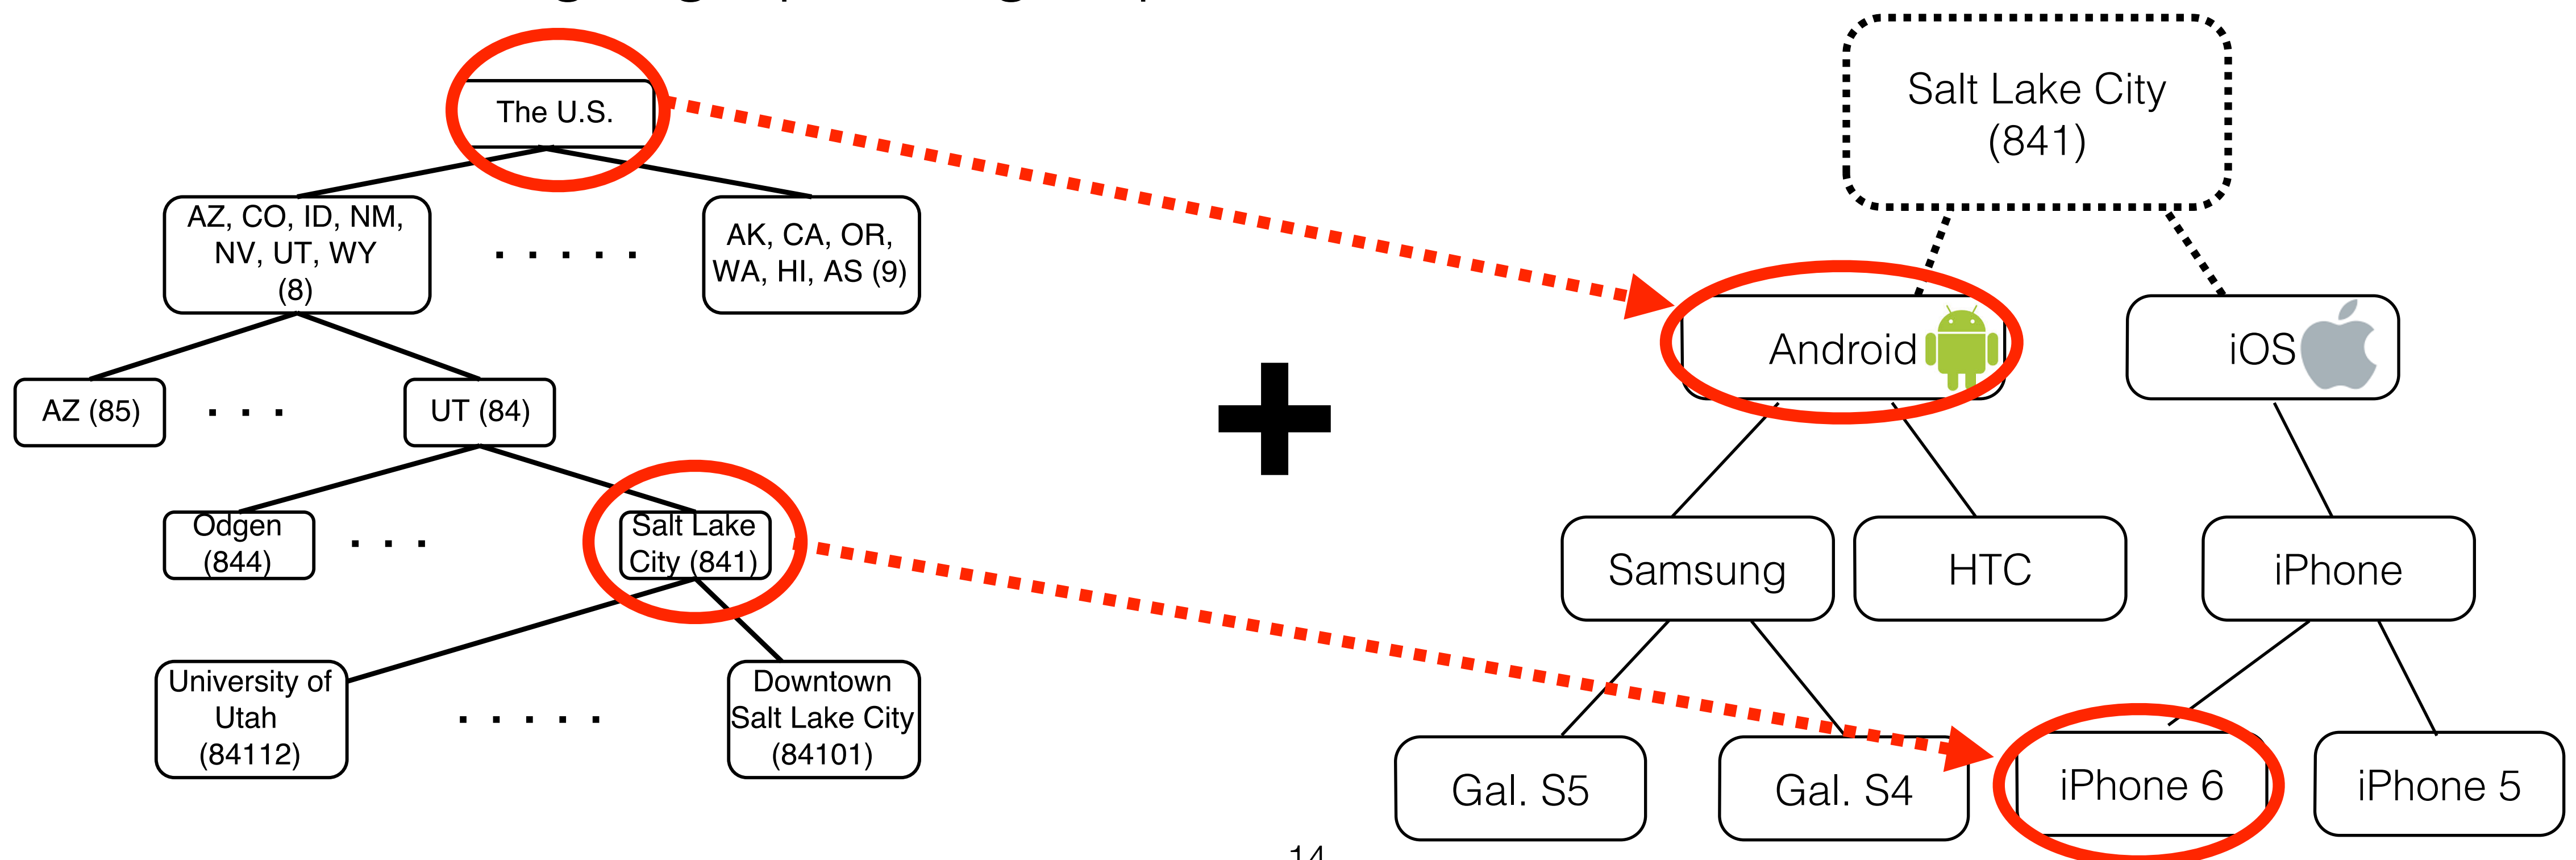 The U.S.
AZ, CO, ID, NM,
NV, UT, WY
(8)
. . . . .
AK, CA, OR,
WA, HI, AS (9)
AZ (85)
. . .
UT (84)
Odgen
(844)
. . .
Salt Lake
City (841)
University of
Utah
(84112)
. . . . .
Downtown
Salt Lake City
(84101)
+
Salt Lake City
(841)
Android
iOS
Samsung
HTC
iPhone
Gal. S5
Gal. S4
iPhone 6
iPhone 5
14